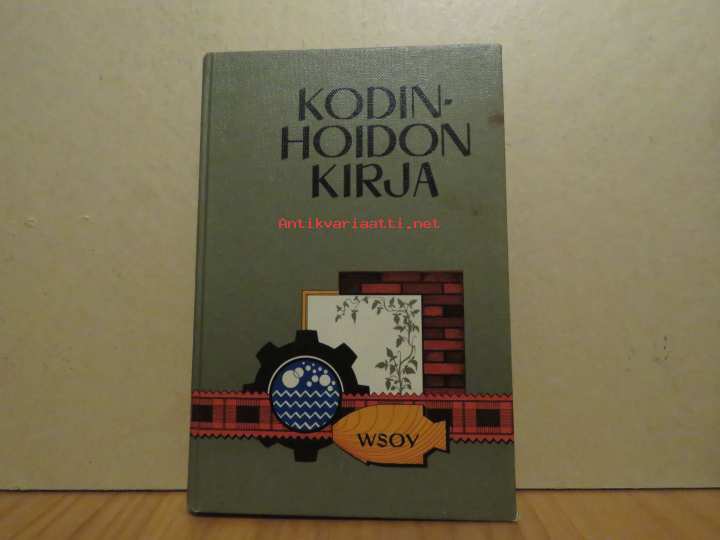 KODIN-
HOIDON
KIRJA
Antikvariaatti.net
WSOY